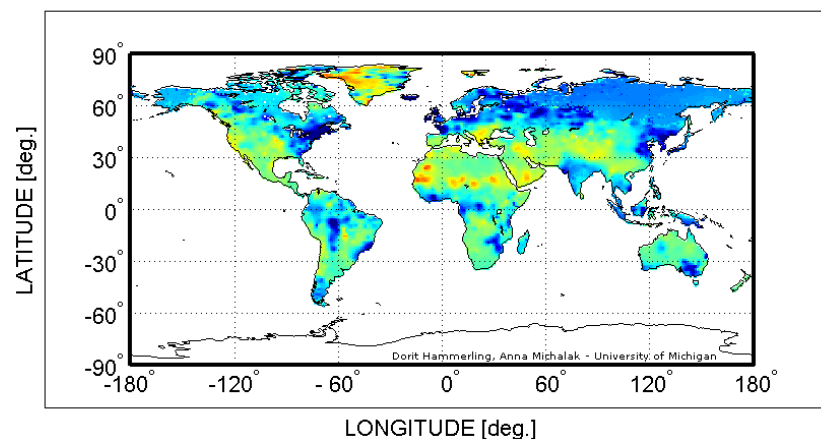 90°
60°
30°
0°
-30°
-60°
-90°
LATITUDE [deg.]
Dorit Hammerling, Anna Michalak - University of Michigan
-180° -120° - 60° 0° 60° 120° 180°
LONGITUDE [deg.]